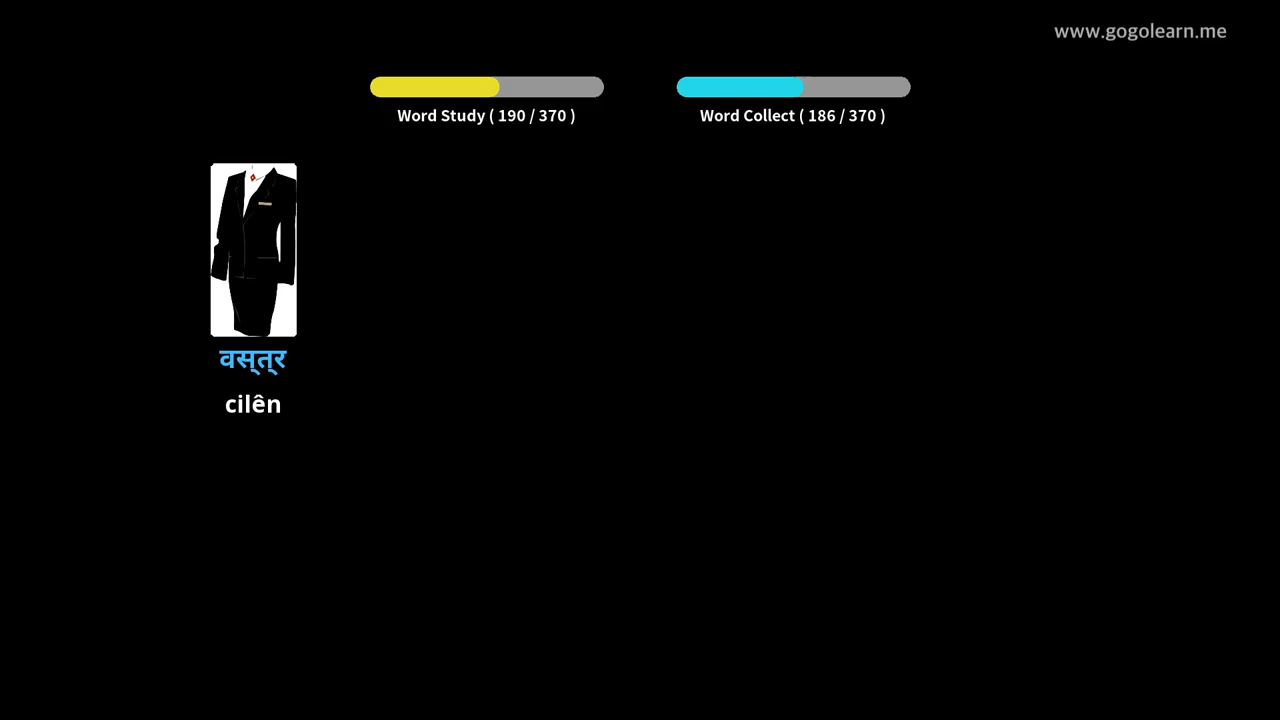 www.gogolearn.me
Word Study ( 190 / 370 )
Word Collect ( 186 / 370 )
वस्त्र
cilên